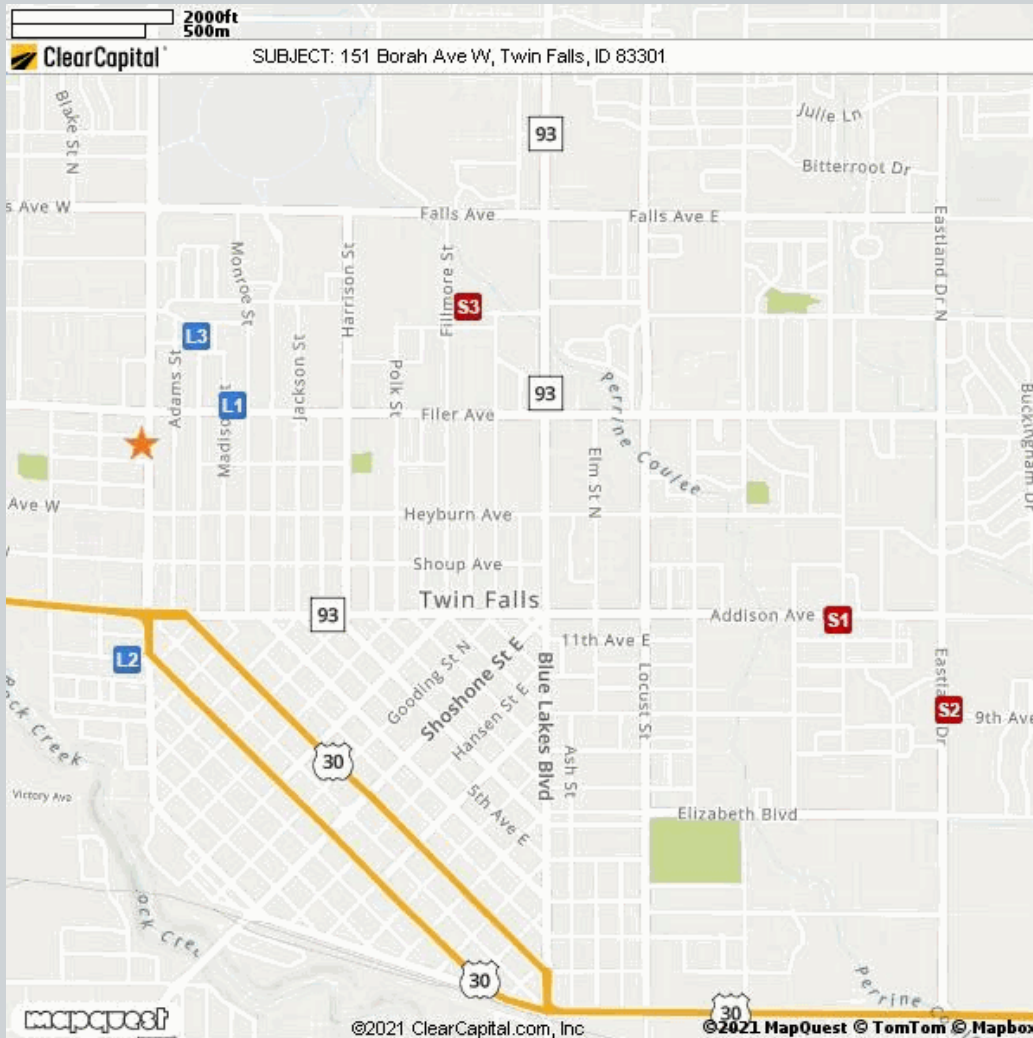 2000ft
500m
ClearCapital
SUBJECT: 151 Borah Ave W, Twin Falls, ID 83301
Blake St N
Julie Ln
93
Bitterroot Dr
s Ave W
Falls Ave
Falls Ave E
Eastland Dr N
Monroe St
Harrison St
Fillmore St
S3
L3
Adams St
Jackson St
Polk St
Perrine Coulee
93
Buckingham Dr
L1
Filer Ave
Elm St N
Ave W
Heyburn Ave
Shoup Ave
Twin Falls
93
Addison Ave
S1
11th Ave E
L2
Gooding St N
Shoshone St E
Hansen St E
Blue Lakes Blvd
Locust St
S2
9th Ave
Rock Creek
30
Ash St
Victory Ave
5th Ave E
Elizabeth Blvd
30
Perrine
30
mapquest
©2021 ClearCapital.com, Inc
©2021 MapQuest © TomTom © Mapbox